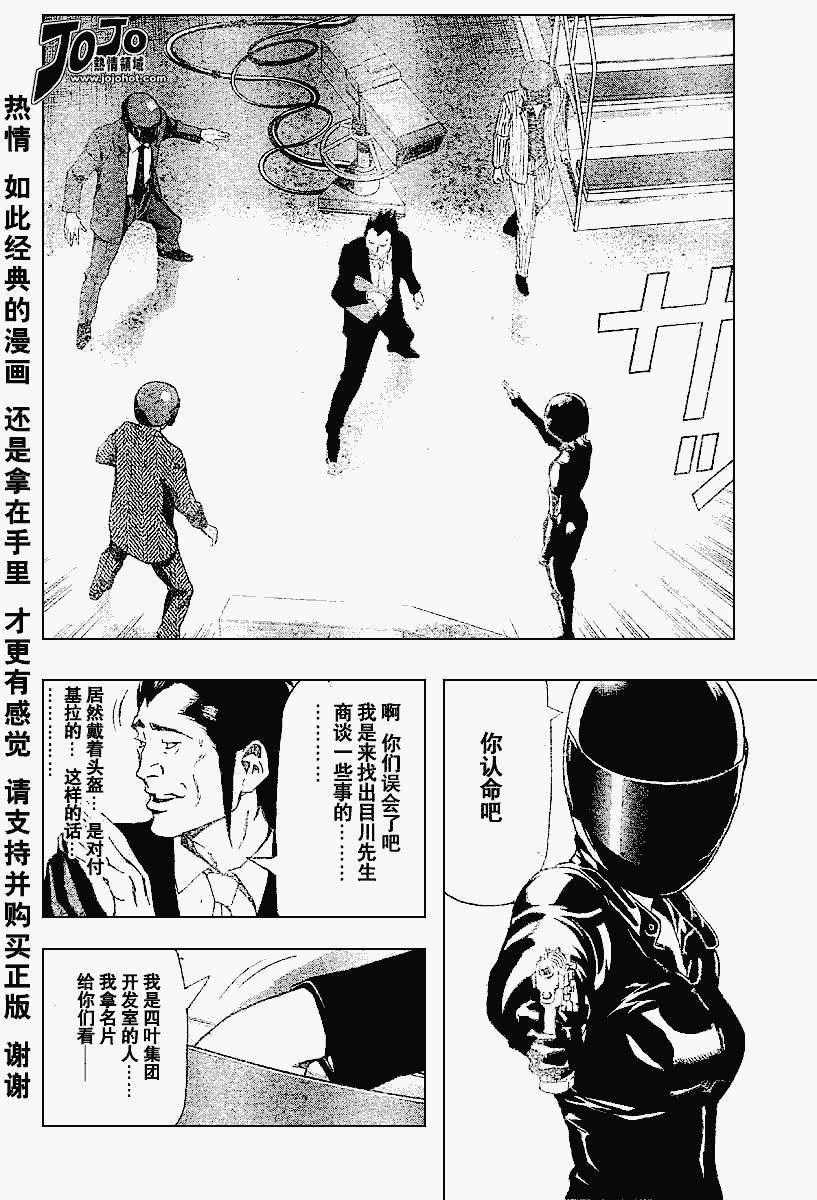 JOJO
热情领域
www.jojohot.com
热情 如此经典的漫画 还是拿在手里 才更有感觉 请支持并购买正版 谢谢
ザッ
你认命吧
啊 你们误会了吧
我是来找出目川先生
商谈一些事的………
…………
居然戴着头盔… 是对付
基拉的… 这样的话…
…………
我是四叶集团
开发室的人……
我拿名片
给你们看——